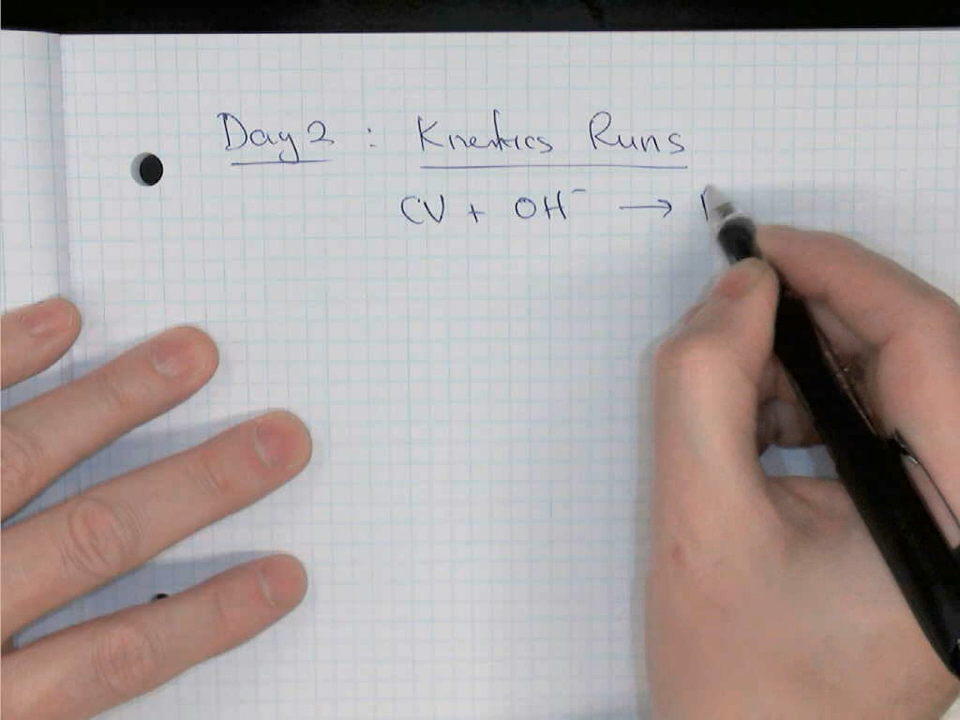 Day 2 : Kinetics Runs
CV + OH⁻ →